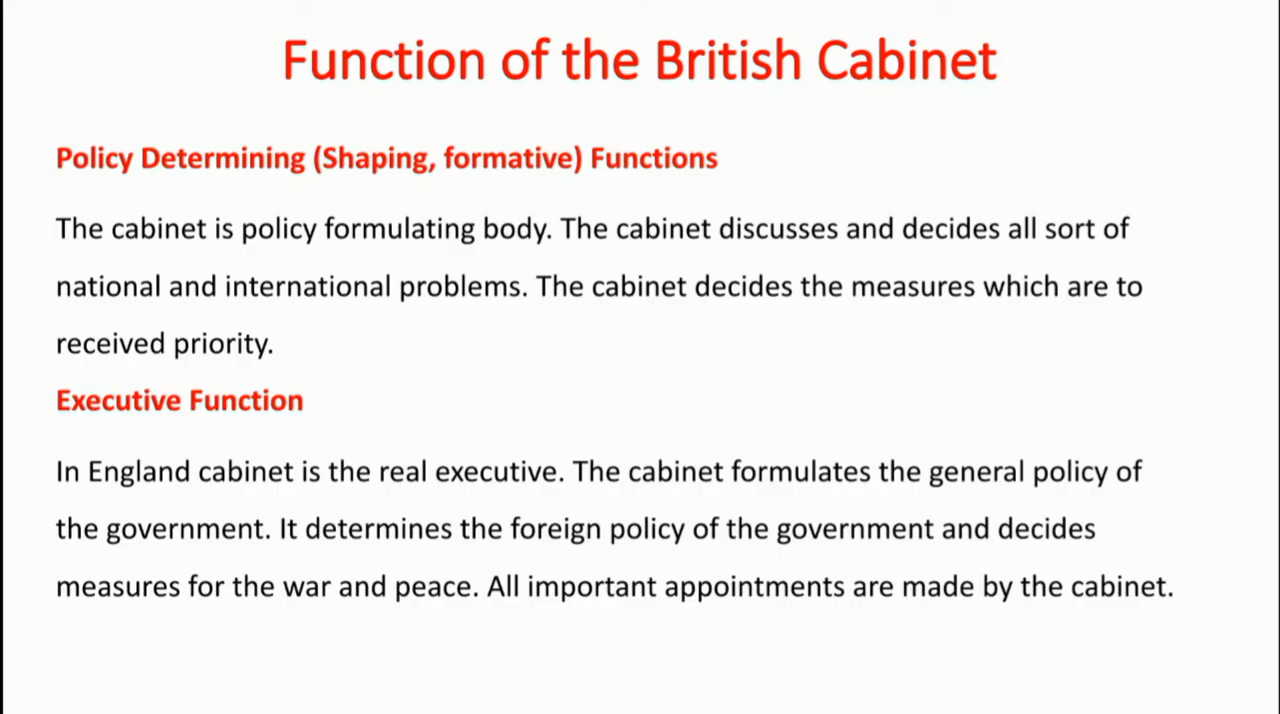 Function of the British Cabinet
Policy Determining (Shaping, formative) Functions
The cabinet is policy formulating body. The cabinet discusses and decides all sort of
national and international problems. The cabinet decides the measures which are to
received priority.
Executive Function
In England cabinet is the real executive. The cabinet formulates the general policy of
the government. It determines the foreign policy of the government and decides
measures for the war and peace. All important appointments are made by the cabinet.